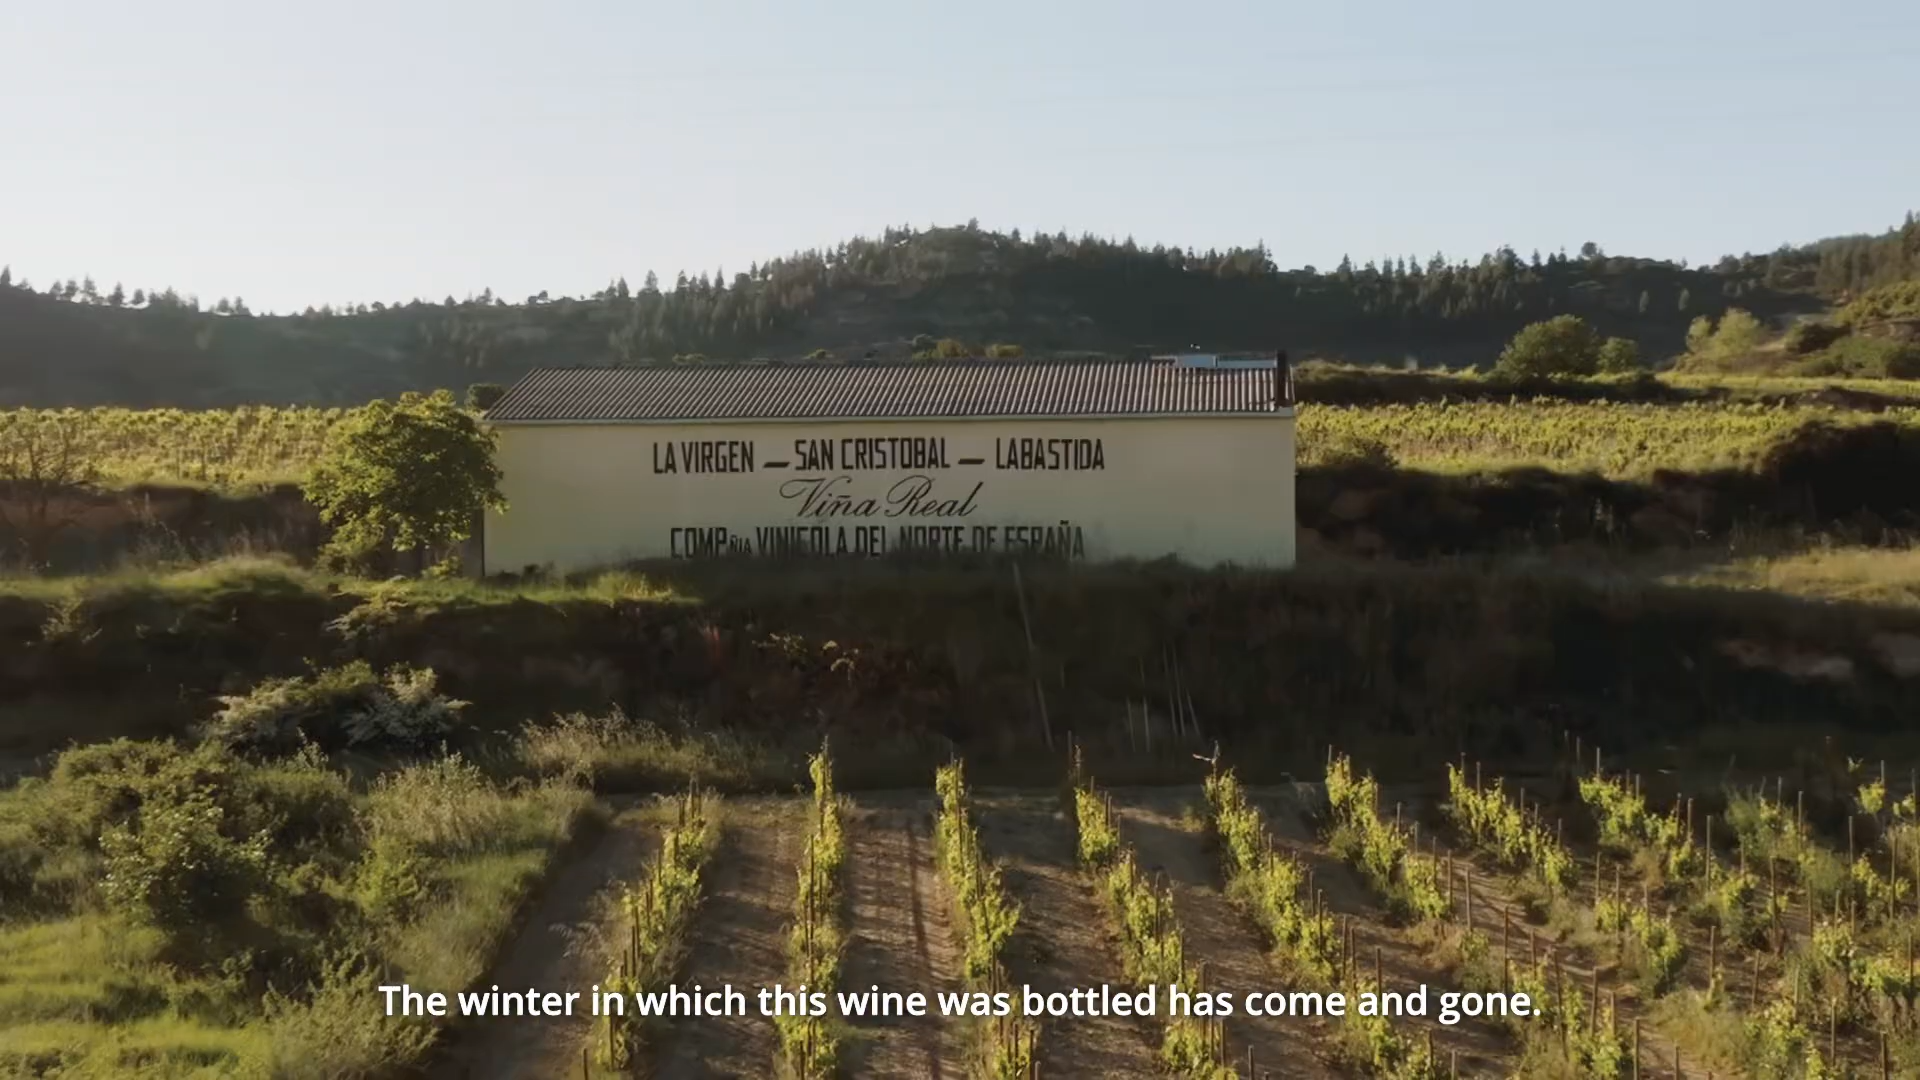 LA VIRGEN — SAN CRISTOBAL — LABASTIDA
Viña Real
COMPÑIA VINICOLA DEL NORTE DE ESPAÑA
The winter in which this wine was bottled has come and gone.